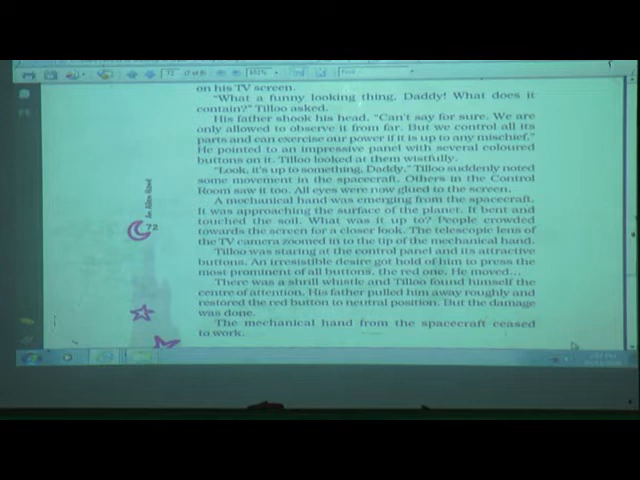 72 (7 of 9)
Find
on his TV screen.
"What a funny looking thing, Daddy! What does it
contain?" Tilloo asked.
His father shook his head. "Can't say for sure. We are
only allowed to observe it from far. But we control all its
parts and can exercise our power if it is up to any mischief."
He pointed to an impressive panel with several coloured
buttons on it. Tilloo looked at them wistfully.
"Look, it's up to something, Daddy," Tilloo suddenly noted
some movement in the spacecraft. Others in the Control
Room saw it too. All eyes were now glued to the screen.
A mechanical hand was emerging from the spacecraft.
It was approaching the surface of the planet. It bent and
touched the soil. What was it up to? People crowded
towards the screen for a closer look. The telescopic lens of
the TV camera zoomed in to the tip of the mechanical hand.
Tilloo was staring at the control panel and its attractive
buttons. An irresistible desire got hold of him to press the
most prominent of all buttons, the red one. He moved...
There was a shrill whistle and Tilloo found himself the
centre of attention. His father pulled him away roughly and
restored the red button to neutral position. But the damage
was done.
The mechanical hand from the spacecraft ceased
to work.
An Alien Hand
72